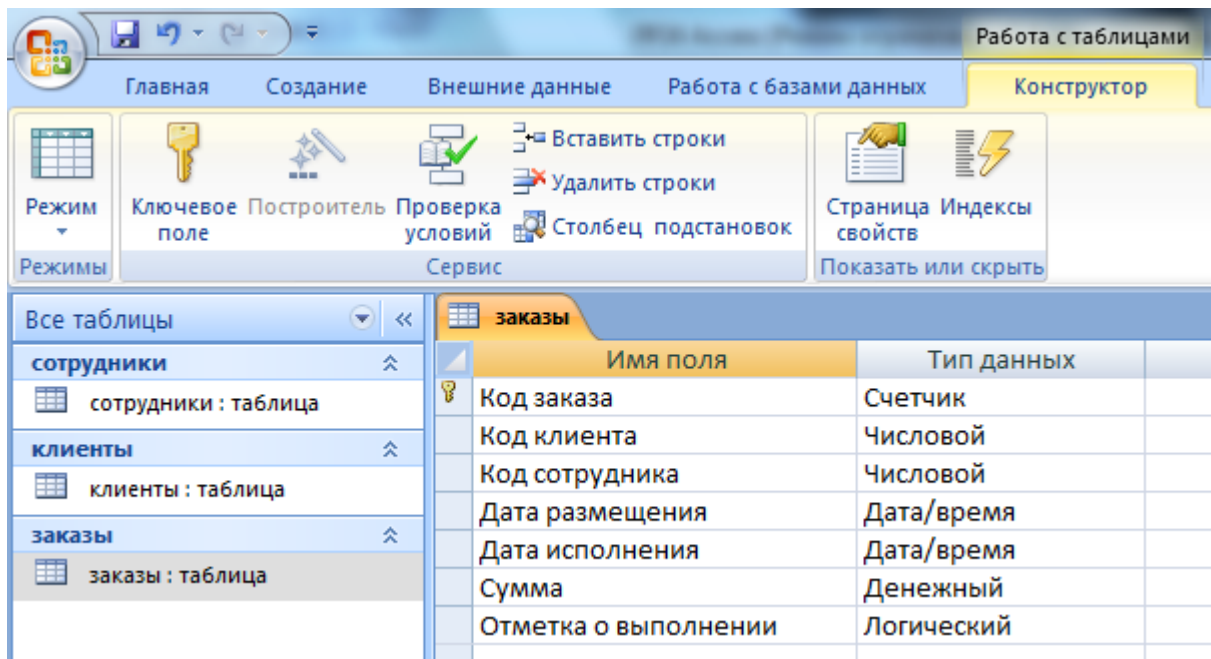 Работа с таблицами
Главная Создание Внешние данные Работа с базами данных Конструктор
Режим
Ключевое поле
Построитель
Проверка условий
Вставить строки
Удалить строки
Столбец подстановок
Страница свойств
Индексы
Режимы Сервис Показать или скрыть
Все таблицы
сотрудники
сотрудники : таблица
клиенты
клиенты : таблица
заказы
заказы : таблица
заказы
Имя поля Тип данных
Код заказа Счетчик
Код клиента Числовой
Код сотрудника Числовой
Дата размещения Дата/время
Дата исполнения Дата/время
Сумма Денежный
Отметка о выполнении Логический